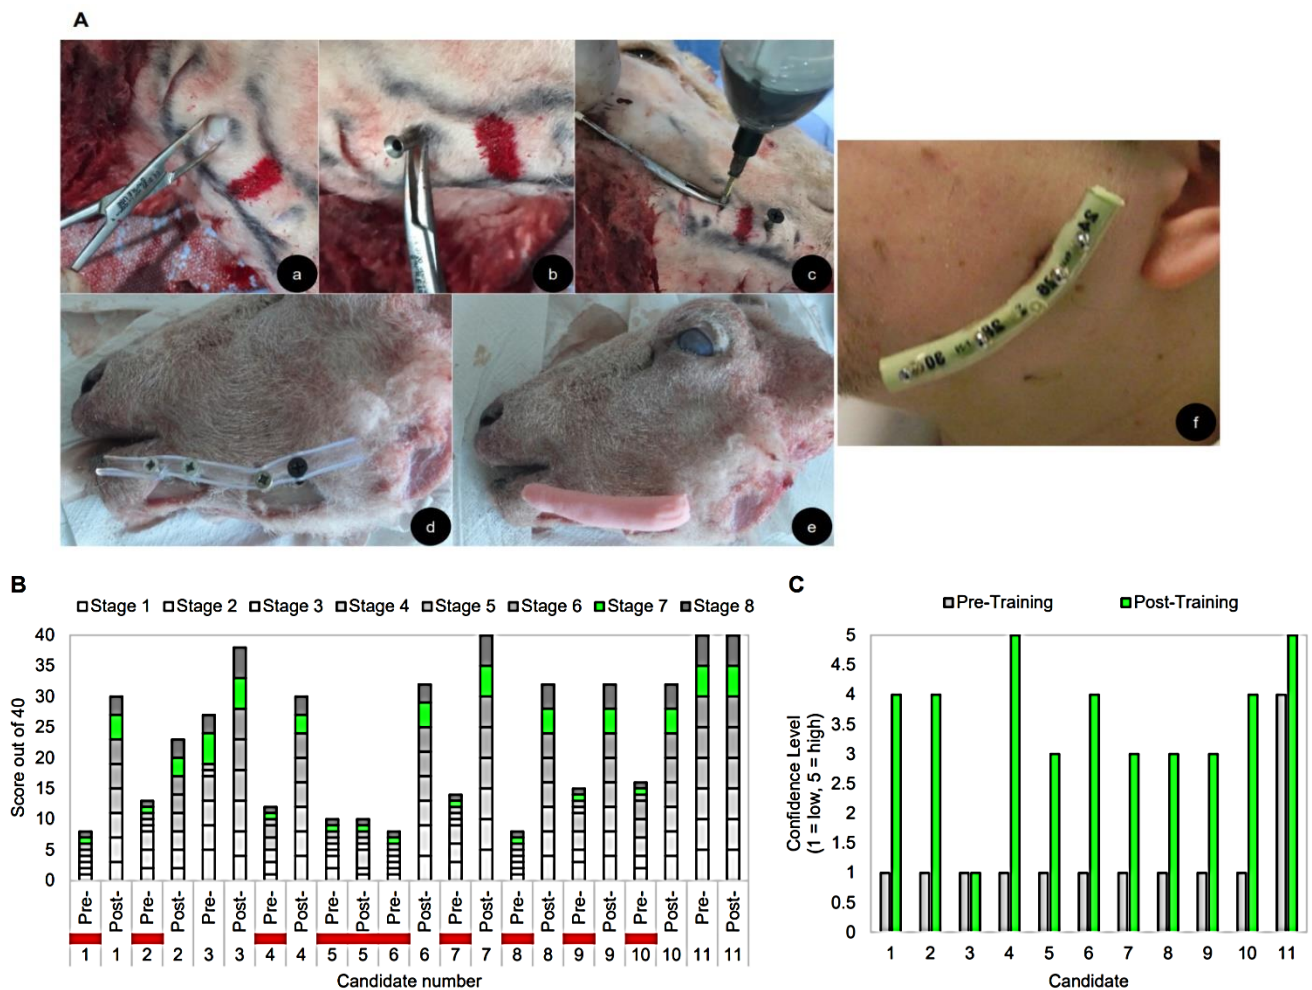 A
a
b
c
d
e
f
B
Stage 1 Stage 2 Stage 3 Stage 4 Stage 5 Stage 6 Stage 7 Stage 8
Score out of 40
40
35
30
25
20
15
10
5
0
Pre- Post- Pre- Post- Pre- Post- Pre- Post- Pre- Post- Pre- Post- Pre- Post- Pre- Post- Pre- Post- Pre- Post- Pre- Post-
1 1 2 2 3 3 4 4 5 5 6 6 7 7 8 8 9 9 10 10 11 11
Candidate number
C
Pre-Training Post-Training
Confidence Level
(1 = low, 5 = high)
5
4.5
4
3.5
3
2.5
2
1.5
1
0.5
0
1 2 3 4 5 6 7 8 9 10 11
Candidate